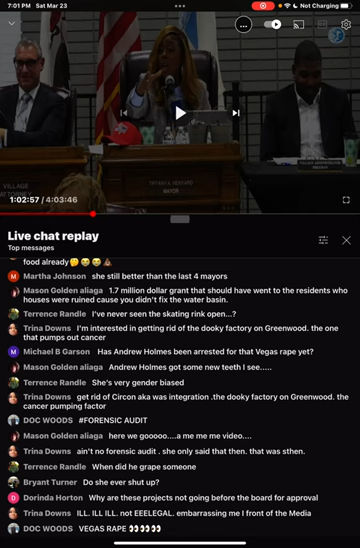 7:01 PM Sat Mar 23
Not Charging
VILLAGE
ATTORNEY
TIFFANY A. HENYARD
MAYOR
TRUSTEE
1:02:57 / 4:03:46
Live chat replay
Top messages
food already🤔😂😂💩
Martha Johnson she still better than the last 4 mayors
Mason Golden aliaga 1.7 million dollar grant that should have went to the residents who
houses were ruined cause you didn't fix the water basin.
Terrence Randle I've never seen the skating rink open...?
Trina Downs I'm interested in getting rid of the dooky factory on Greenwood. the one
that pumps out cancer
M Michael B Garson Has Andrew Holmes been arrested for that Vegas rape yet?
Mason Golden aliaga Andrew Holmes got some new teeth I see.....
Terrence Randle She's very gender biased
Trina Downs get rid of Circon aka was integration .the dooky factory on Greenwood. the
cancer pumping factor
DOC WOODS #FORENSIC AUDIT
Mason Golden aliaga here we gooooo....a me me me video....
Trina Downs ain't no forensic audit . she only said that then. that was sthen.
Terrence Randle When did he grape someone
Bryant Turner Do she ever shut up?
D Dorinda Horton Why are these projects not going before the board for approval
Trina Downs ILL. ILL ILL. not EEELEGAL. embarrassing me I front of the Media
DOC WOODS VEGAS RAPE 👀👀👀👀